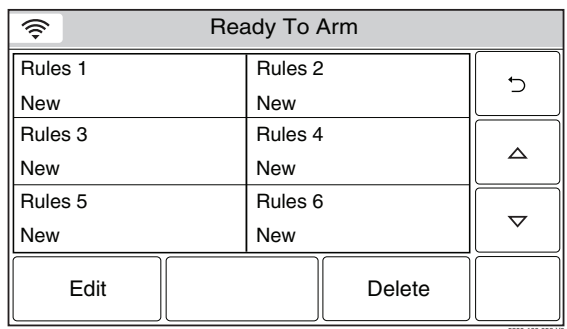 Ready To Arm
Rules 1
New
Rules 2
New
Rules 3
New
Rules 4
New
Rules 5
New
Rules 6
New
Edit
Delete